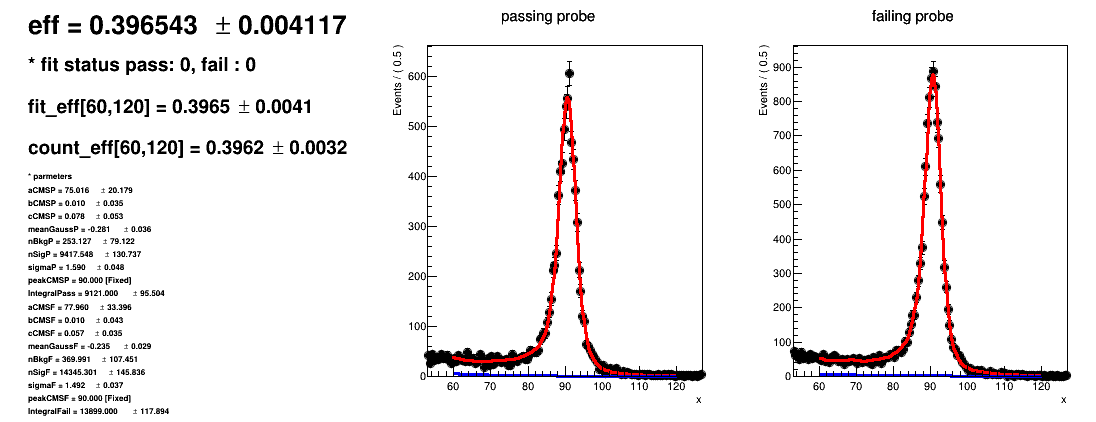 eff = 0.396543 ± 0.004117
* fit status pass: 0, fail : 0
fit_eff[60,120] = 0.3965 ± 0.0041
count_eff[60,120] = 0.3962 ± 0.0032
* parmeters
aCMSP = 75.016 ± 20.179
bCMSP = 0.010 ± 0.035
cCMSP = 0.078 ± 0.053
meanGaussP = -0.281 ± 0.036
nBkgP = 253.127 ± 79.122
nSigP = 9417.548 ± 130.737
sigmaP = 1.590 ± 0.048
peakCMSP = 90.000 [Fixed]
IntegralPass = 9121.000 ± 95.504
aCMSF = 77.960 ± 33.396
bCMSF = 0.010 ± 0.043
cCMSF = 0.057 ± 0.035
meanGaussF = -0.235 ± 0.029
nBkgF = 369.991 ± 107.451
nSigF = 14345.301 ± 145.836
sigmaF = 1.492 ± 0.037
peakCMSF = 90.000 [Fixed]
IntegralFail = 13899.000 ± 117.894
passing probe
Events / ( 0.5 )
600
500
400
300
200
100
0
60 70 80 90 100 110 120
x
failing probe
Events / ( 0.5 )
900
800
700
600
500
400
300
200
100
0
60 70 80 90 100 110 120
x